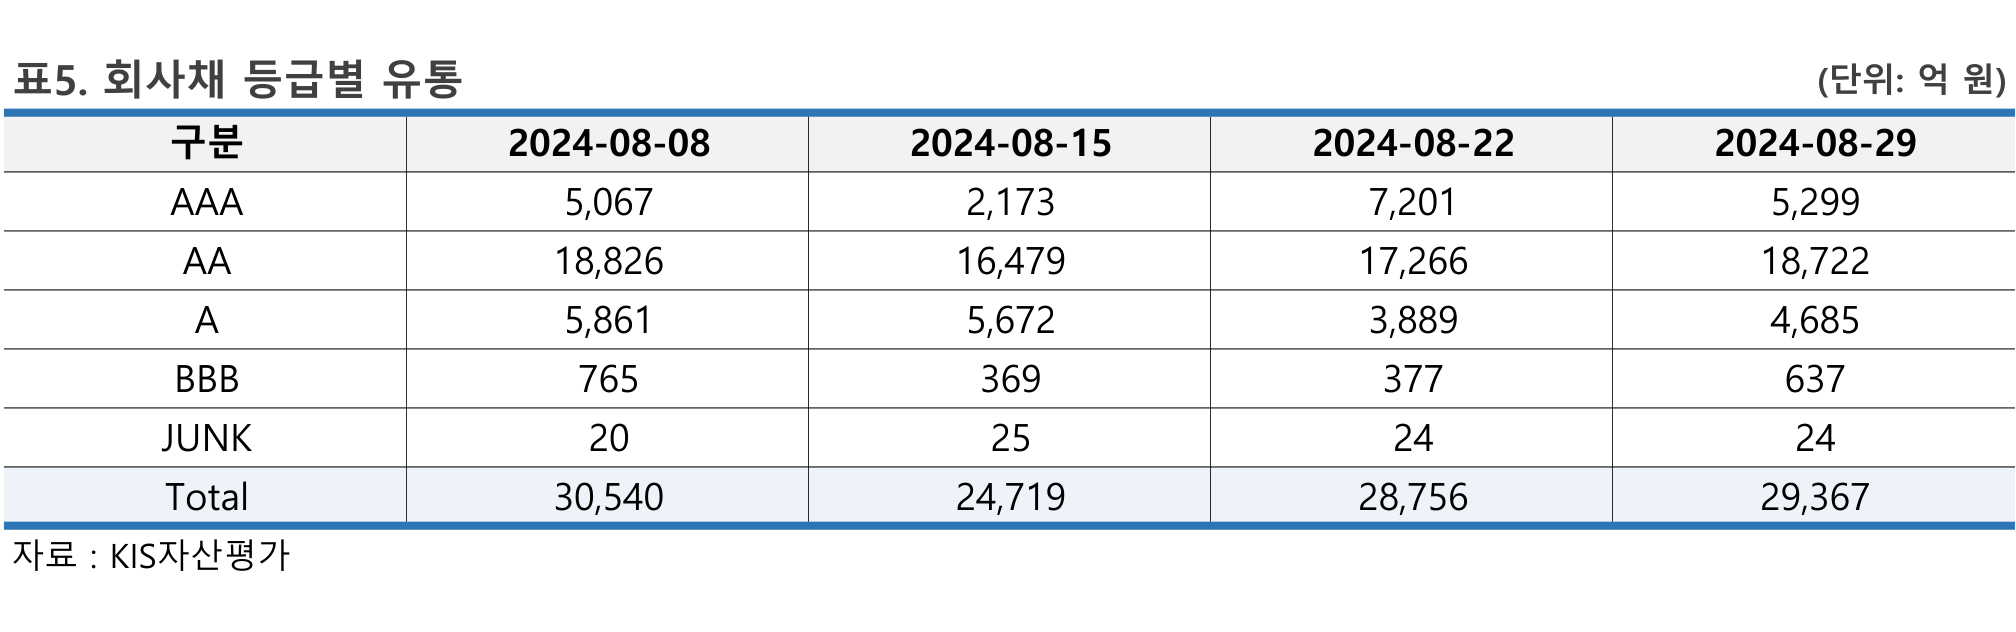 표5. 회사채 등급별 유통 (단위: 억 원)
구분 2024-08-08 2024-08-15 2024-08-22 2024-08-29
AAA 5,067 2,173 7,201 5,299
AA 18,826 16,479 17,266 18,722
A 5,861 5,672 3,889 4,685
BBB 765 369 377 637
JUNK 20 25 24 24
Total 30,540 24,719 28,756 29,367
자료 : KIS자산평가